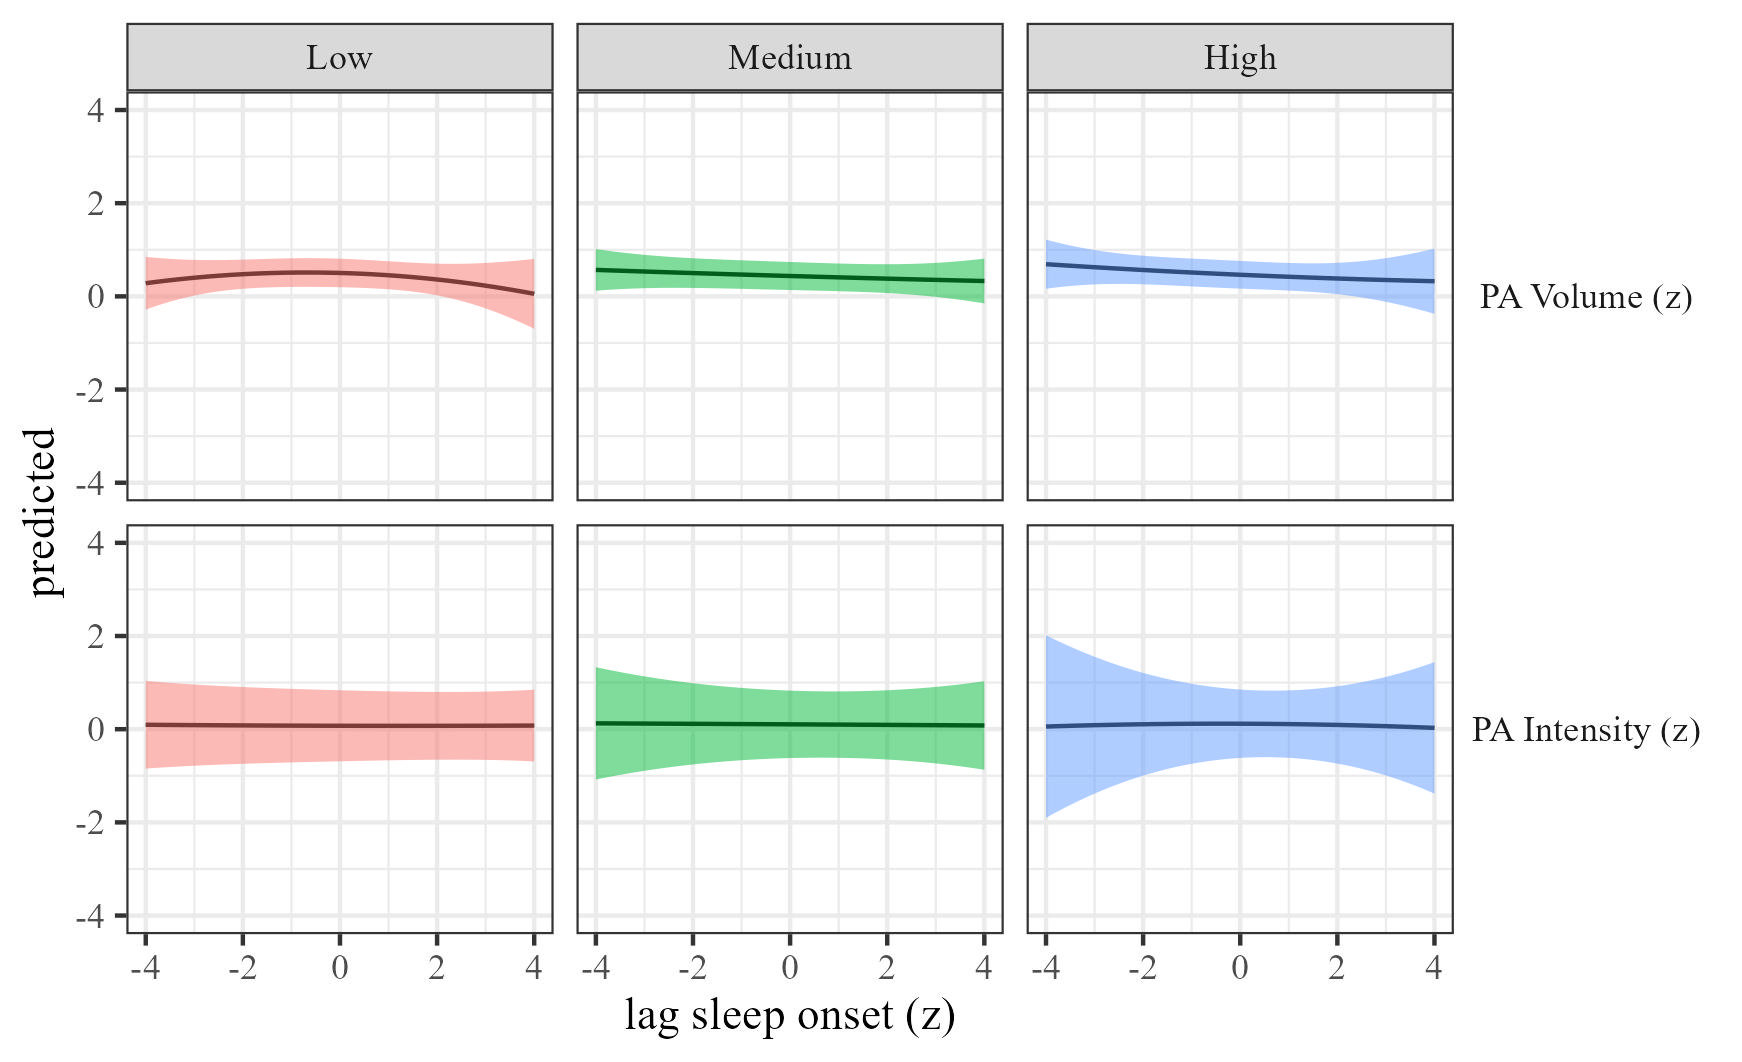 Low Medium High
4
2
0
-2
-4
PA Volume (z)
predicted
4
2
0
-2
-4
PA Intensity (z)
-4 -2 0 2 4 -4 -2 0 2 4 -4 -2 0 2 4
lag sleep onset (z)